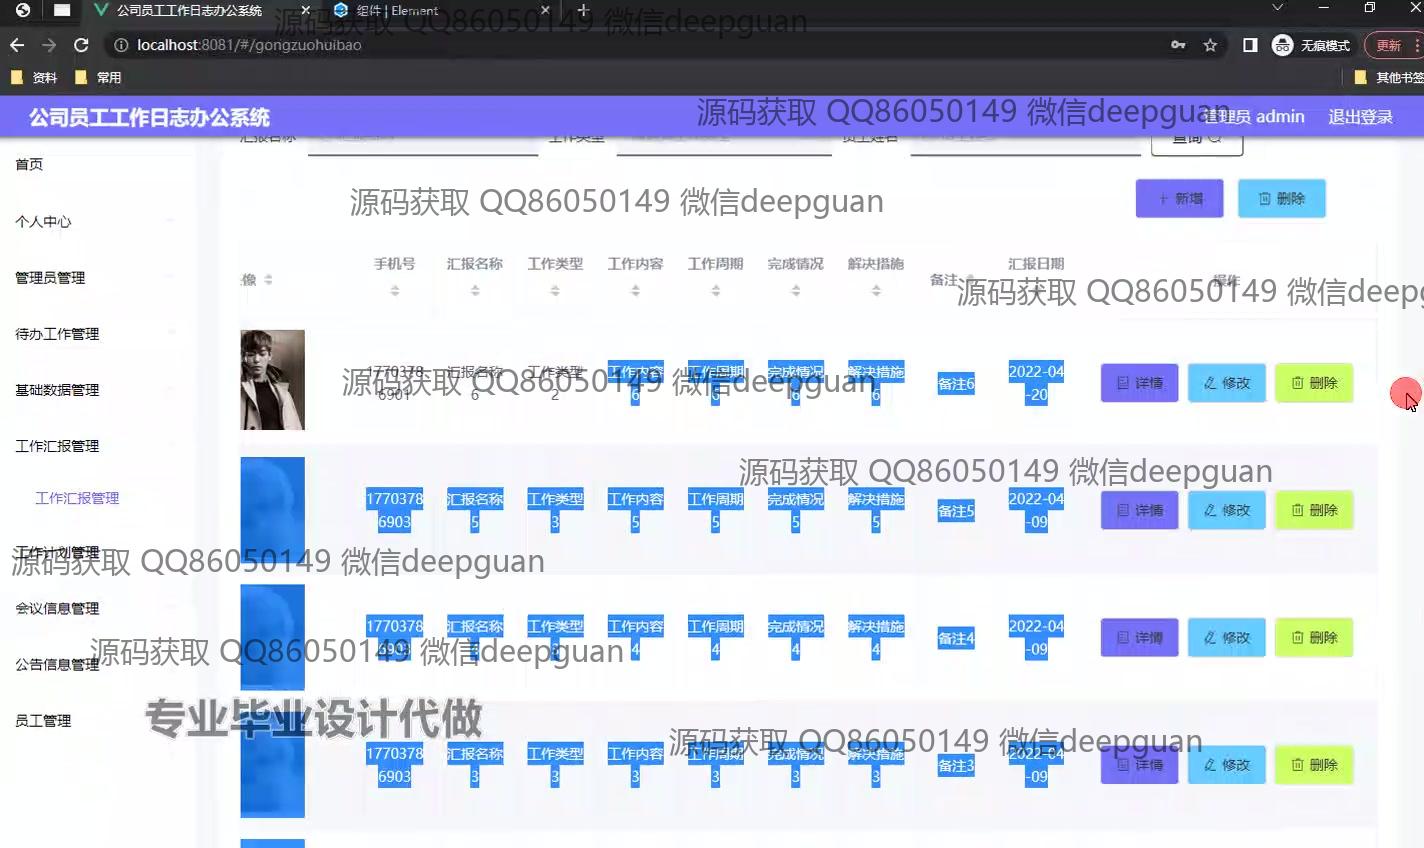 公司员工工作日志办公系统
组件 | Element
源码获取 QQ86050149 微信deepguan
localhost:8081/#/gongzuohuibao
无痕模式
更新
资料
常用
其他书签
公司员工工作日志办公系统
源码获取 QQ86050149 微信deepguan
管理员 admin
退出登录
汇报名称
工作类型
员工姓名
查询
首页
源码获取 QQ86050149 微信deepguan
新增
删除
个人中心
管理员管理
像 手机号 汇报名称 工作类型 工作内容 工作周期 完成情况 解决措施 备注 汇报日期 操作
源码获取 QQ86050149 微信deep
待办工作管理
基础数据管理
1770378 汇报名称 工作类型 工作内容 工作周期 完成情况 解决措施 备注6 2022-04 详情 修改 删除
6901 6 2 6 6 6 6 -20
源码获取 QQ86050149 微信deepguan
工作汇报管理
源码获取 QQ86050149 微信deepguan
工作汇报管理
1770378 汇报名称 工作类型 工作内容 工作周期 完成情况 解决措施 备注5 2022-04 详情 修改 删除
6903 5 3 5 5 5 5 -09
工作计划管理
源码获取 QQ86050149 微信deepguan
会议信息管理
1770378 汇报名称 工作类型 工作内容 工作周期 完成情况 解决措施 备注4 2022-04 详情 修改 删除
6903 4 3 4 4 4 4 -09
公告信息管理
源码获取 QQ86050149 微信deepguan
员工管理
专业毕业设计代做
源码获取 QQ86050149 微信deepguan
1770378 汇报名称 工作类型 工作内容 工作周期 完成情况 解决措施 备注3 2022-04 详情 修改 删除
6903 3 3 3 3 3 3 -09